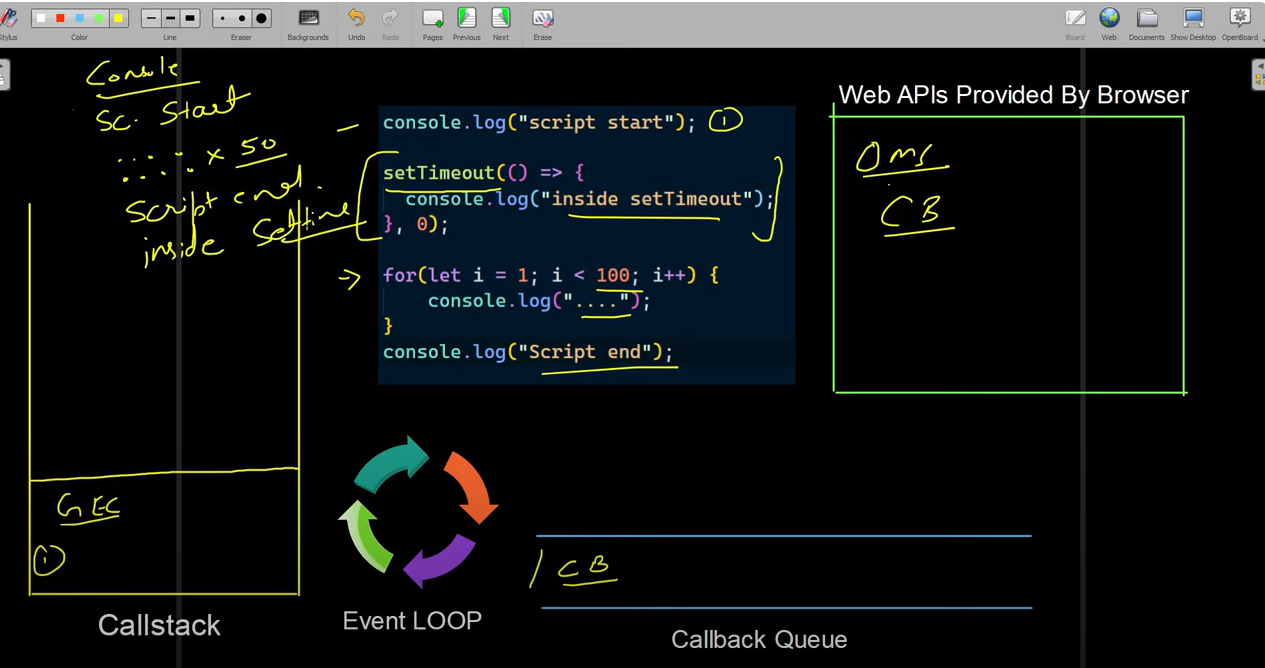 Stylus
Color
Line
Eraser
Backgrounds
Undo
Redo
Pages
Previous
Next
Erase
Board
Web
Documents
Show Desktop
OpenBoard
Console
Sc. Start
:::: x 50
Script end.
inside Settime
console.log("script start"); ①
setTimeout(() => {
console.log("inside setTimeout");
}, 0);
for(let i = 1; i < 100; i++) {
console.log("....");
}
console.log("Script end");
Web APIs Provided By Browser
0ms
CB
GEC
①
Callstack
Event LOOP
CB
Callback Queue